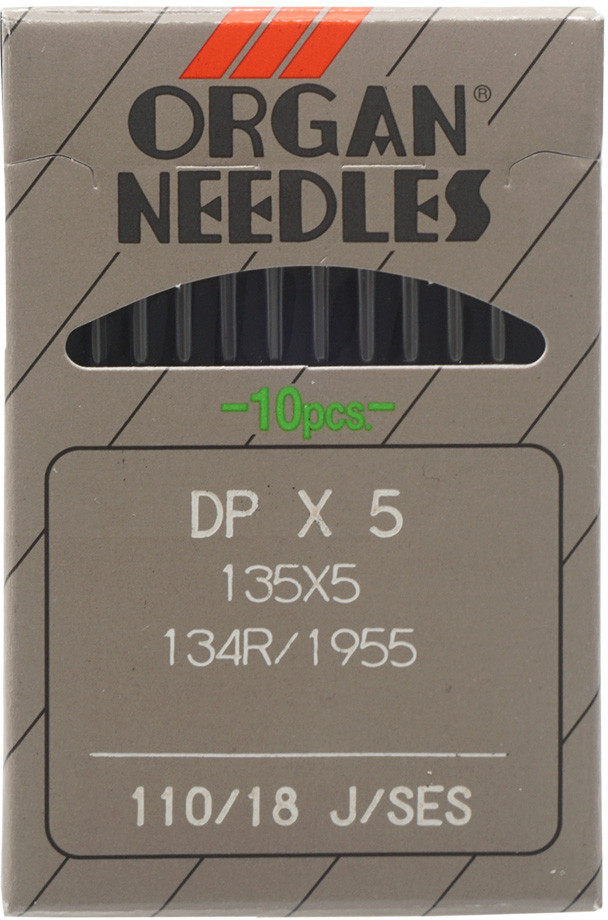 ORGAN®
NEEDLES
-10pcs.-
DP X 5
135X5
134R/1955
110/18 J/SES